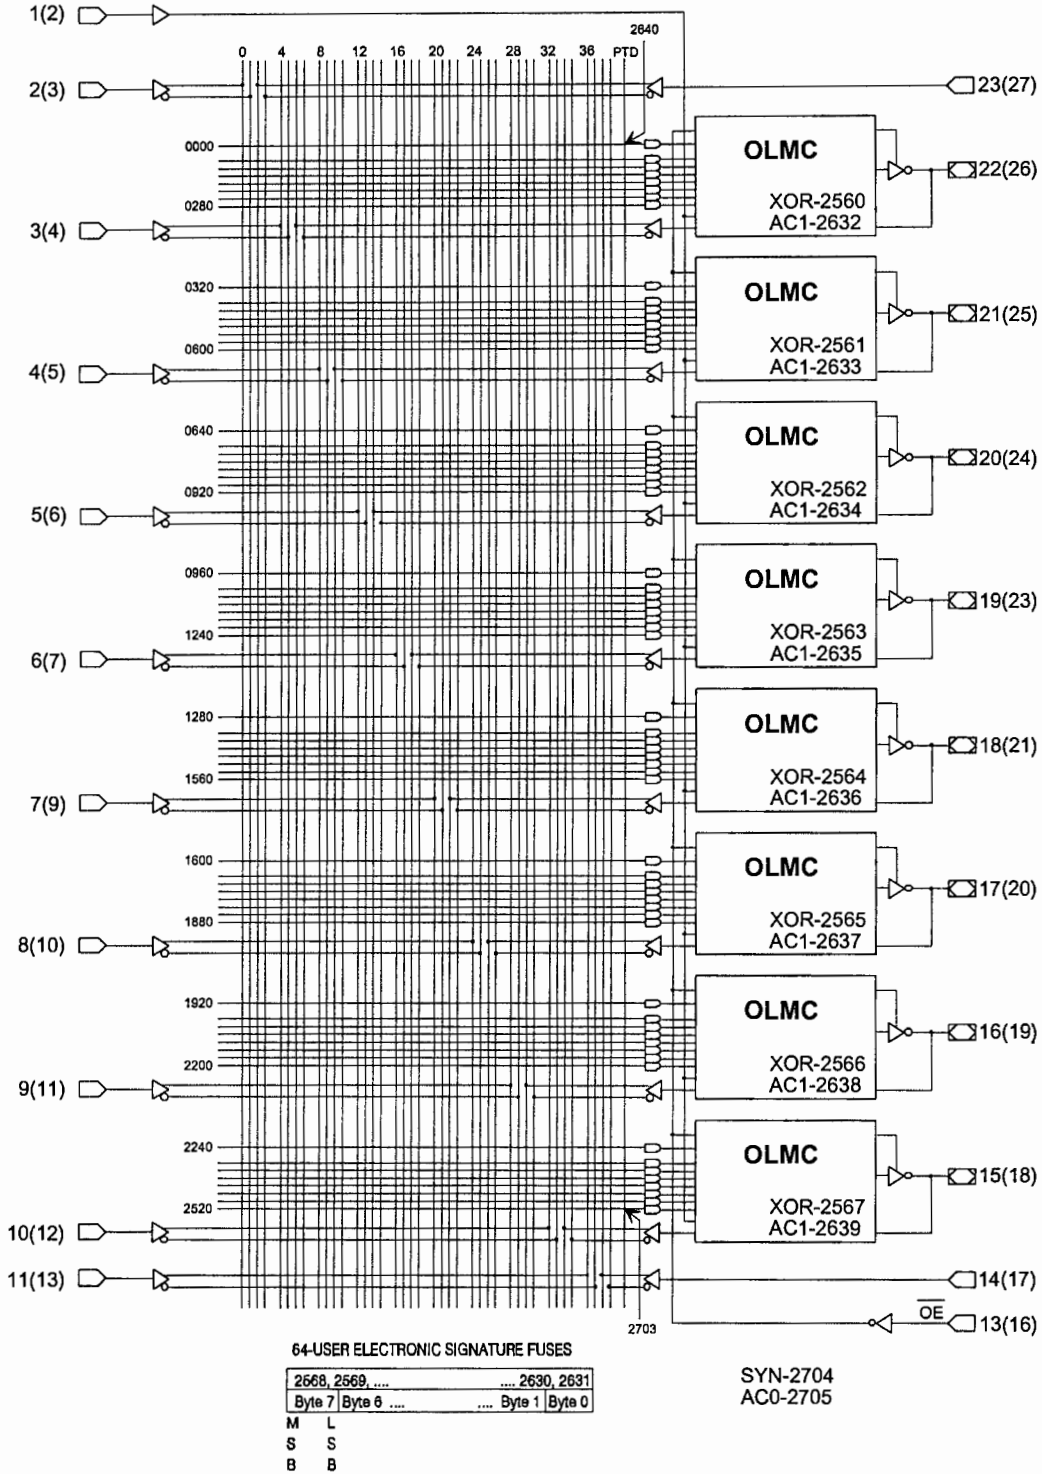 1(2)
2640
0 4 8 12 16 20 24 28 32 36 PTD
2(3)
23(27)
0000
OLMC
22(26)
XOR-2560
0280
AC1-2632
3(4)
0320
OLMC
21(25)
XOR-2561
0600
AC1-2633
4(5)
0640
OLMC
20(24)
XOR-2562
0920
AC1-2634
5(6)
0960
OLMC
19(23)
XOR-2563
1240
AC1-2635
6(7)
1280
OLMC
18(21)
XOR-2564
1560
AC1-2636
7(9)
1600
OLMC
17(20)
XOR-2565
1880
AC1-2637
8(10)
1920
OLMC
16(19)
XOR-2566
2200
AC1-2638
9(11)
2240
OLMC
15(18)
XOR-2567
2520
AC1-2639
10(12)
11(13)
14(17)
OE
13(16)
2703
64-USER ELECTRONIC SIGNATURE FUSES
2568, 2569, .... .... 2630, 2631
Byte 7 Byte 6 .... .... Byte 1 Byte 0
M L
S S
B B
SYN-2704
AC0-2705